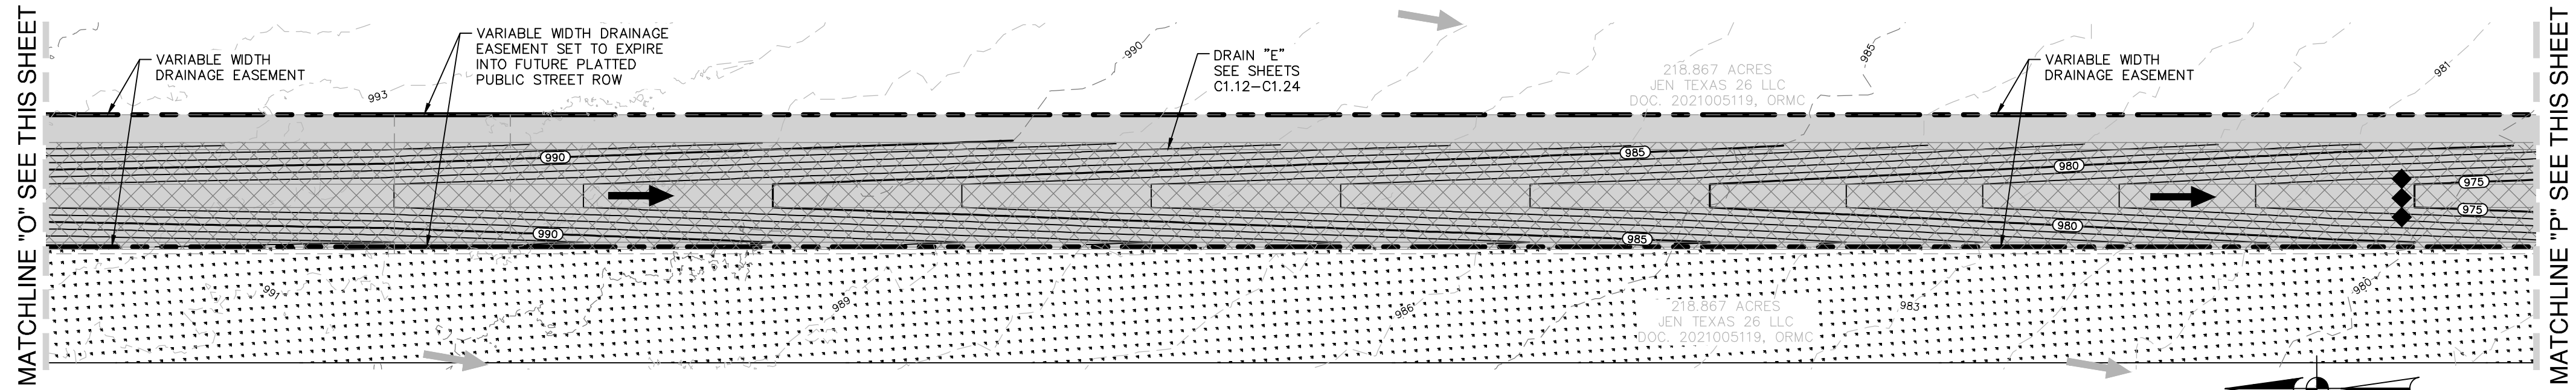 MATCHLINE "O" SEE THIS SHEET
VARIABLE WIDTH
DRAINAGE EASEMENT
VARIABLE WIDTH DRAINAGE
EASEMENT SET TO EXPIRE
INTO FUTURE PLATTED
PUBLIC STREET ROW
993
990
DRAIN "E"
SEE SHEETS
C1.12–C1.24
218.867 ACRES
JEN TEXAS 26 LLC
DOC. 2021005119, ORMC
985
VARIABLE WIDTH
DRAINAGE EASEMENT
981
990
985
980
975
990
985
980
975
991
989
986
218.867 ACRES
JEN TEXAS 26 LLC
DOC. 2021005119, ORMC
983
980
MATCHLINE "P" SEE THIS SHEET